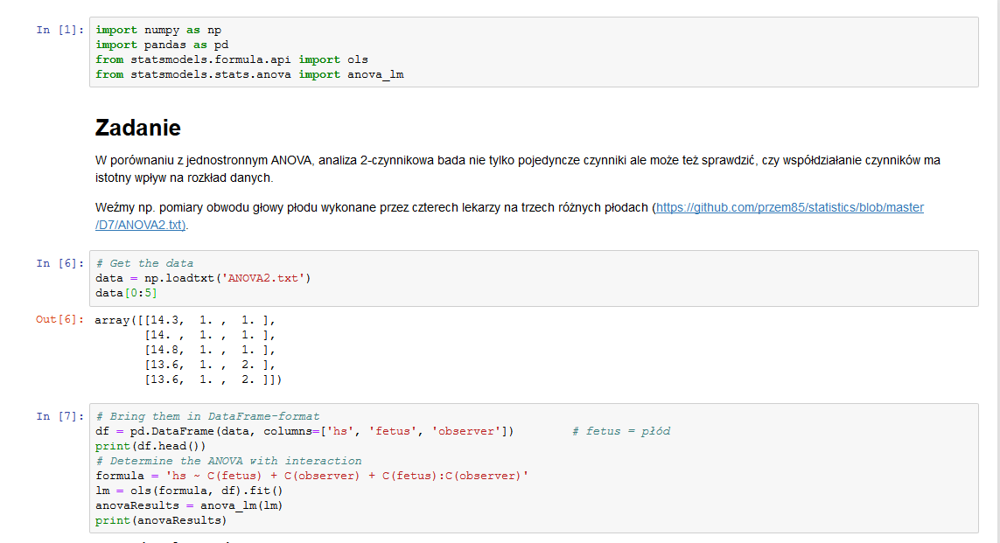 In [1]: import numpy as np
import pandas as pd
from statsmodels.formula.api import ols
from statsmodels.stats.anova import anova_lm
Zadanie
W porównaniu z jednostronnym ANOVA, analiza 2-czynnikowa bada nie tylko pojedyncze czynniki ale może też sprawdzić, czy współdziałanie czynników ma
istotny wpływ na rozkład danych.
Weźmy np. pomiary obwodu głowy płodu wykonane przez czterech lekarzy na trzech różnych płodach (https://github.com/przem85/statistics/blob/master
/D7/ANOVA2.txt).
In [6]: # Get the data
data = np.loadtxt('ANOVA2.txt')
data[0:5]
Out[6]: array([[14.3,  1. ,  1. ],
[14. ,  1. ,  1. ],
[14.8,  1. ,  1. ],
[13.6,  1. ,  2. ],
[13.6,  1. ,  2. ]])
In [7]: # Bring them in DataFrame-format
df = pd.DataFrame(data, columns=['hs', 'fetus', 'observer']) # fetus = płód
print(df.head())
# Determine the ANOVA with interaction
formula = 'hs ~ C(fetus) + C(observer) + C(fetus):C(observer)'
lm = ols(formula, df).fit()
anovaResults = anova_lm(lm)
print(anovaResults)